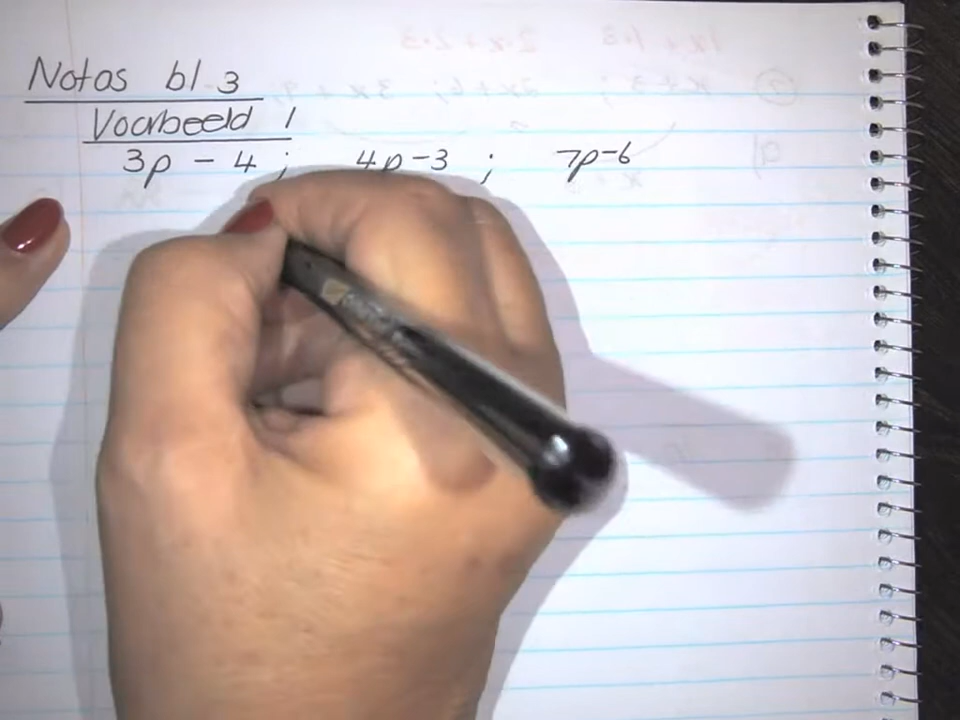 Notas bl 3
Voorbeeld 1
3p - 4 ; 4p - 3 ; 7p - 6